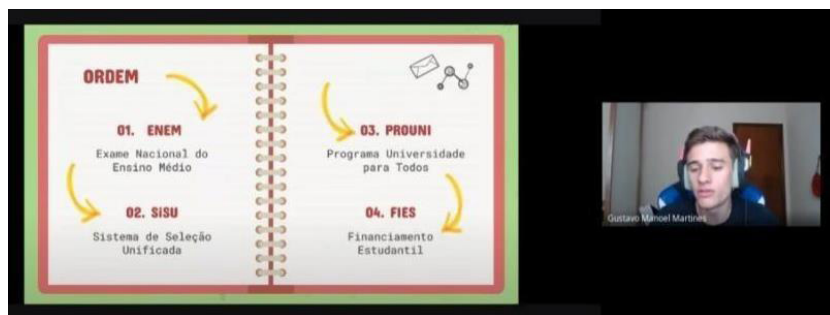 ORDEM
01. ENEM
Exame Nacional do
Ensino Médio
02. SiSU
Sistema de Seleção
Unificada
03. PROUNI
Programa Universidade
para Todos
04. FIES
Financiamento
Estudantil
Gustavo Manoel Martines